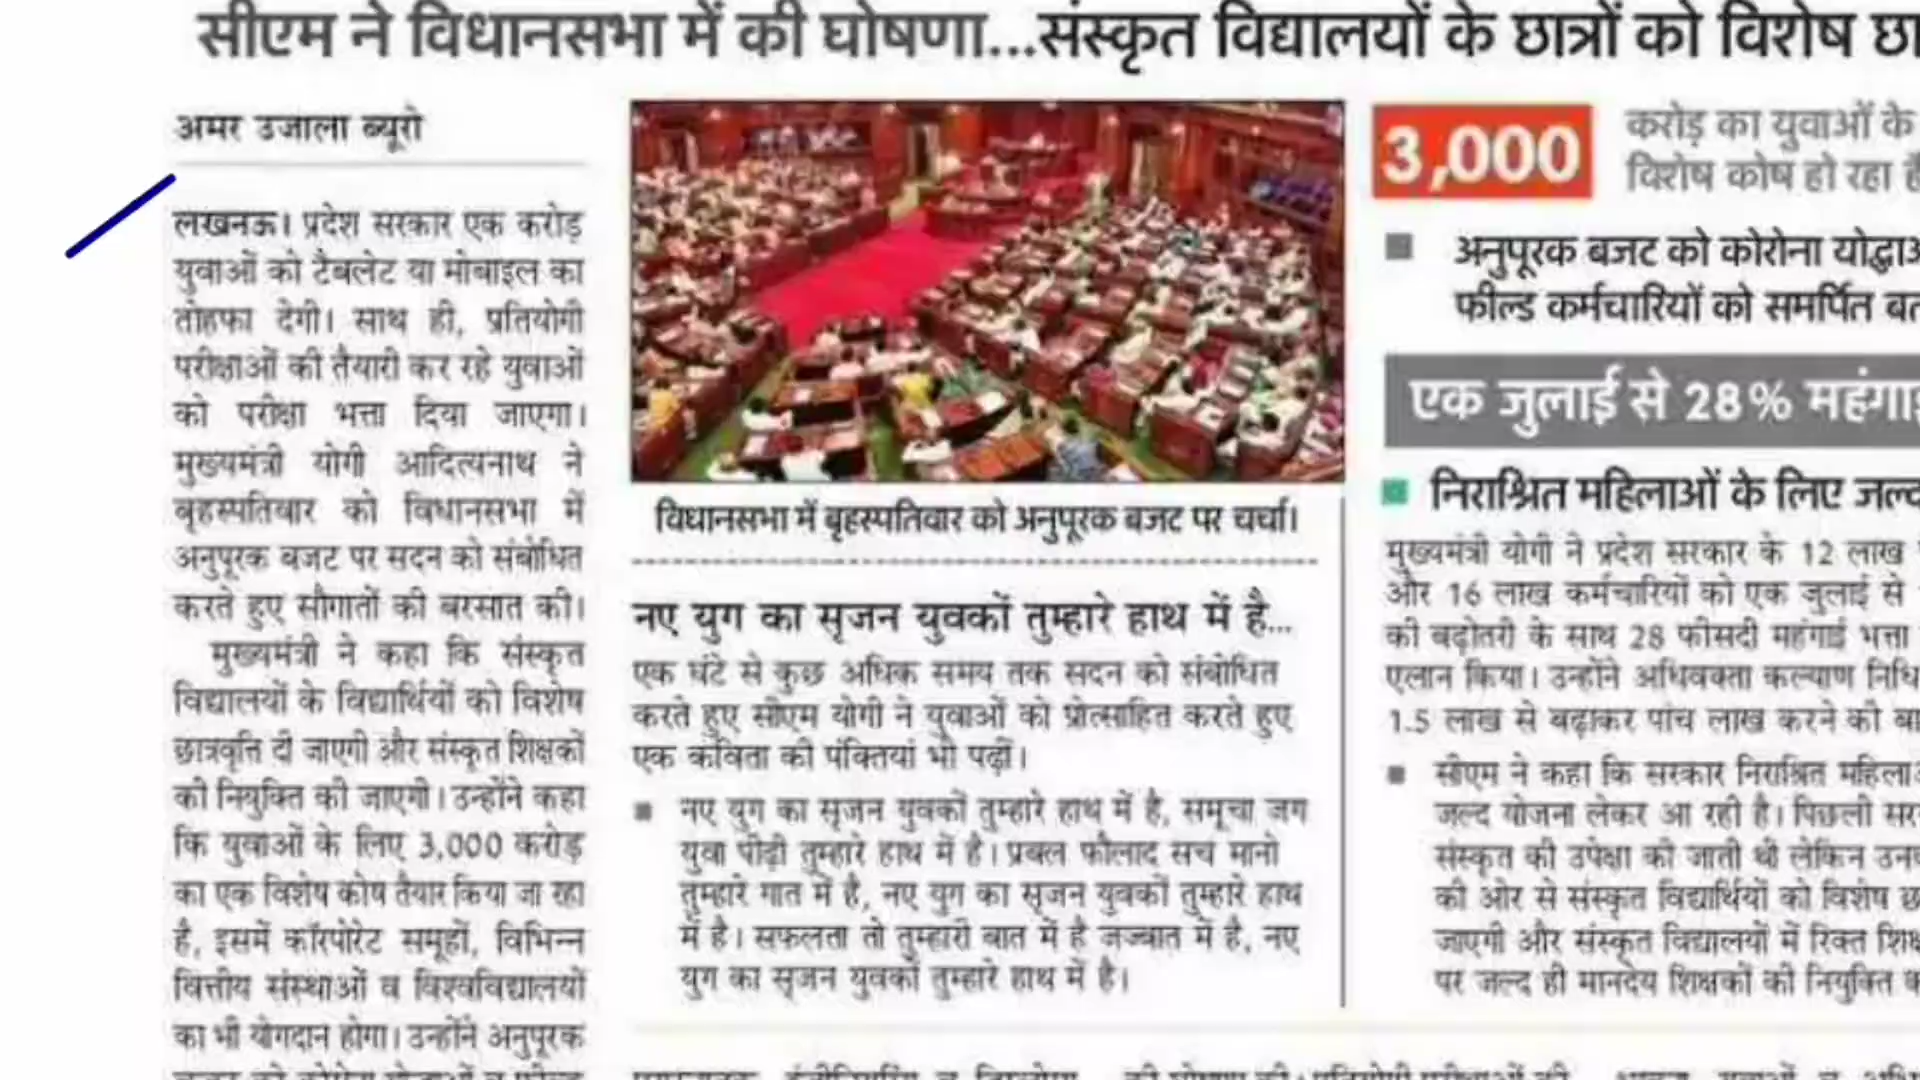 सीएम ने विधानसभा में की घोषणा...संस्कृत विद्यालयों के छात्रों को विशेष
अमर उजाला ब्यूरो
लखनऊ। प्रदेश सरकार एक करोड़
युवाओं को टैबलेट या मोबाइल का
तोहफा देगी। साथ ही, प्रतियोगी
परीक्षाओं की तैयारी कर रहे युवाओं
को परीक्षा भत्ता दिया जाएगा।
मुख्यमंत्री योगी आदित्यनाथ ने
बृहस्पतिवार को विधानसभा में
अनुपूरक बजट पर सदन को संबोधित
करते हुए सौगातों की बरसात की।
मुख्यमंत्री ने कहा कि संस्कृत
विद्यालयों के विद्यार्थियों को विशेष
छात्रवृत्ति दी जाएगी और संस्कृत शिक्षकों
की नियुक्ति की जाएगी। उन्होंने कहा
कि युवाओं के लिए 3,000 करोड़
का एक विशेष कोष तैयार किया जा रहा
है, इसमें कॉरपोरेट समूहों, विभिन्न
वित्तीय संस्थाओं व विश्वविद्यालयों
का भी योगदान होगा। उन्होंने अनुपूरक
विधानसभा में बृहस्पतिवार को अनुपूरक बजट पर चर्चा।
नए युग का सृजन युवकों तुम्हारे हाथ में है...
एक घंटे से कुछ अधिक समय तक सदन को संबोधित
करते हुए सीएम योगी ने युवाओं को प्रोत्साहित करते हुए
एक कविता की पंक्तियां भी पढ़ीं।
नए युग का सृजन युवकों तुम्हारे हाथ में है, समूचा जग
युवा पीढ़ी तुम्हारे हाथ में है। प्रबल फौलाद सच मानो
तुम्हारे गात में है, नए युग का सृजन युवकों तुम्हारे हाथ
में है। सफलता तो तुम्हारी बात में है जज्बात में है, नए
युग का सृजन युवकों तुम्हारे हाथ में है।
3,000 करोड़ का युवाओं के
विशेष कोष हो रहा
अनुपूरक बजट को कोरोना
फील्ड कर्मचारियों को समर्पित
एक जुलाई से 28%
निराश्रित महिलाओं के लिए
मुख्यमंत्री योगी ने प्रदेश सरकार के 12 लाख
और 16 लाख कर्मचारियों को एक जुलाई से
की बढ़ोतरी के साथ 28 फीसदी महंगाई भत्ता
एलान किया। उन्होंने अधिवक्ता कल्याण निधि
1.5 लाख से बढ़ाकर पांच लाख करने की
सीएम ने कहा कि सरकार निराश्रित
जल्द योजना लेकर आ रही है। पिछली
संस्कृत की उपेक्षा की जाती थी लेकिन
की ओर से संस्कृत विद्यार्थियों को विशेष
जाएगी और संस्कृत विद्यालयों में रिक्त
पर जल्द ही मानदेय शिक्षकों की नियुक्ति